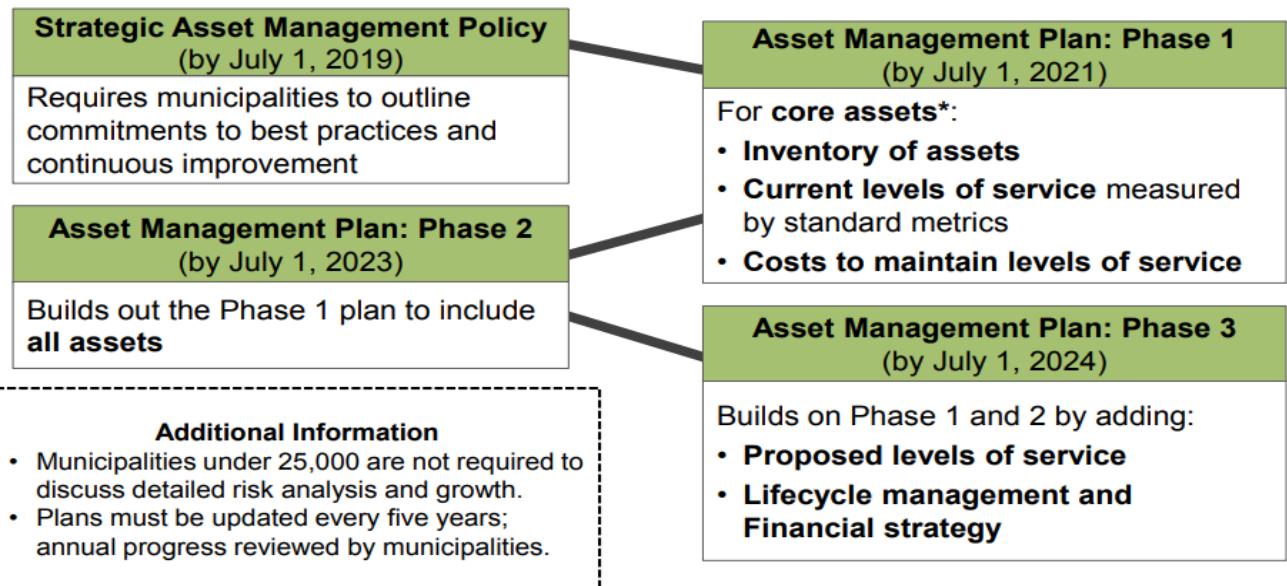 Strategic Asset Management Policy
(by July 1, 2019)
Requires municipalities to outline
commitments to best practices and
continuous improvement
Asset Management Plan: Phase 1
(by July 1, 2021)
For core assets*:
• Inventory of assets
• Current levels of service measured
by standard metrics
• Costs to maintain levels of service
Asset Management Plan: Phase 2
(by July 1, 2023)
Builds out the Phase 1 plan to include
all assets
Asset Management Plan: Phase 3
(by July 1, 2024)
Builds on Phase 1 and 2 by adding:
• Proposed levels of service
• Lifecycle management and
Financial strategy
Additional Information
• Municipalities under 25,000 are not required to
discuss detailed risk analysis and growth.
• Plans must be updated every five years;
annual progress reviewed by municipalities.